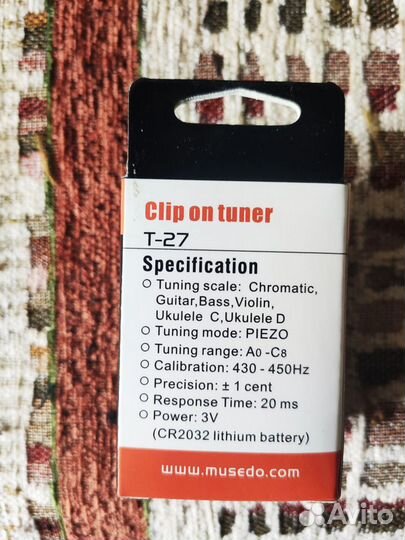 Clip on tuner
T-27
Specification
Tuning scale: Chromatic,
Guitar,Bass,Violin,
Ukulele C,Ukulele D
Tuning mode: PIEZO
Tuning range: A0 -C8
Calibration: 430 - 450Hz
Precision: ± 1 cent
Response Time: 20 ms
Power: 3V
(CR2032 lithium battery)
www.musedo.com
Avito